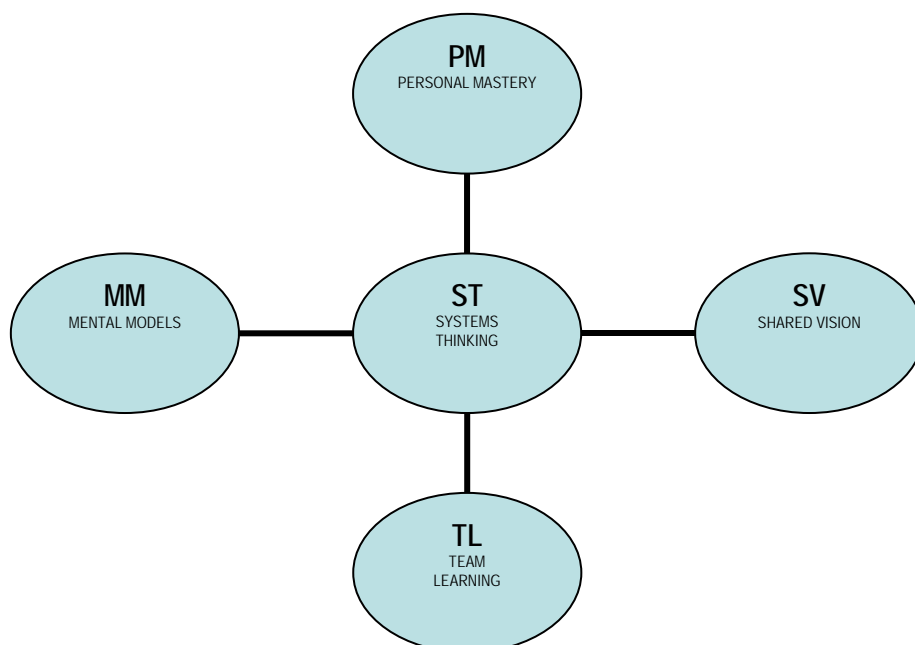 PM
PERSONAL MASTERY
MM
MENTAL MODELS
ST
SYSTEMS
THINKING
SV
SHARED VISION
TL
TEAM
LEARNING